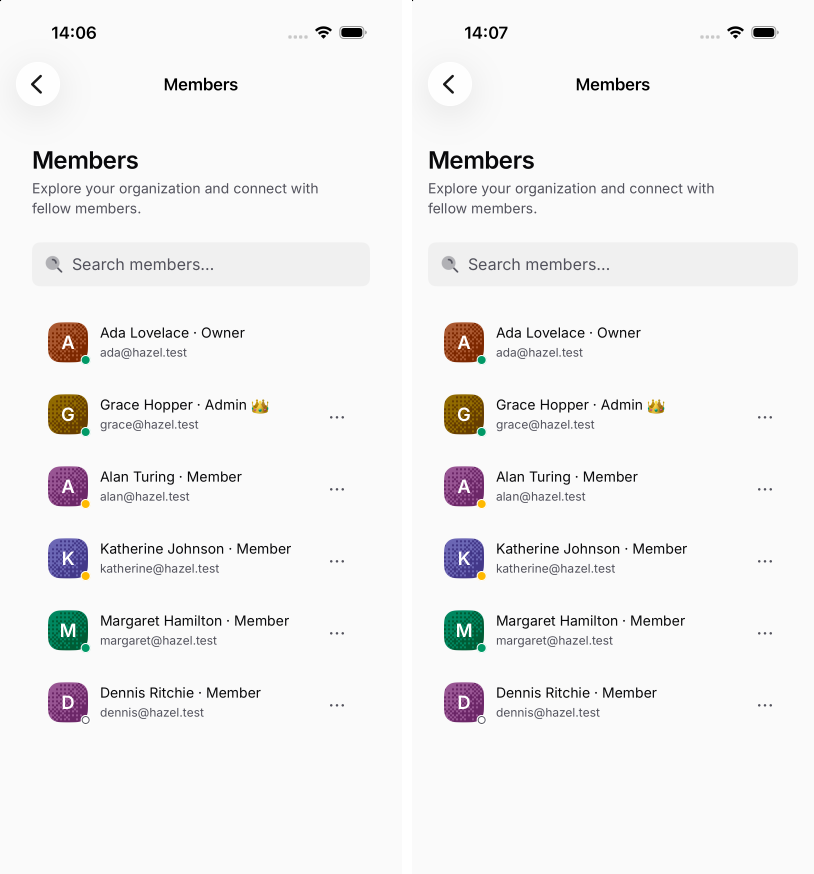 14:06
Members
Members
Explore your organization and connect with
fellow members.
Search members...
A
Ada Lovelace · Owner
ada@hazel.test
G
Grace Hopper · Admin 👑
grace@hazel.test
A
Alan Turing · Member
alan@hazel.test
K
Katherine Johnson · Member
katherine@hazel.test
M
Margaret Hamilton · Member
margaret@hazel.test
D
Dennis Ritchie · Member
dennis@hazel.test
14:07
Members
Members
Explore your organization and connect with
fellow members.
Search members...
A
Ada Lovelace · Owner
ada@hazel.test
G
Grace Hopper · Admin 👑
grace@hazel.test
A
Alan Turing · Member
alan@hazel.test
K
Katherine Johnson · Member
katherine@hazel.test
M
Margaret Hamilton · Member
margaret@hazel.test
D
Dennis Ritchie · Member
dennis@hazel.test